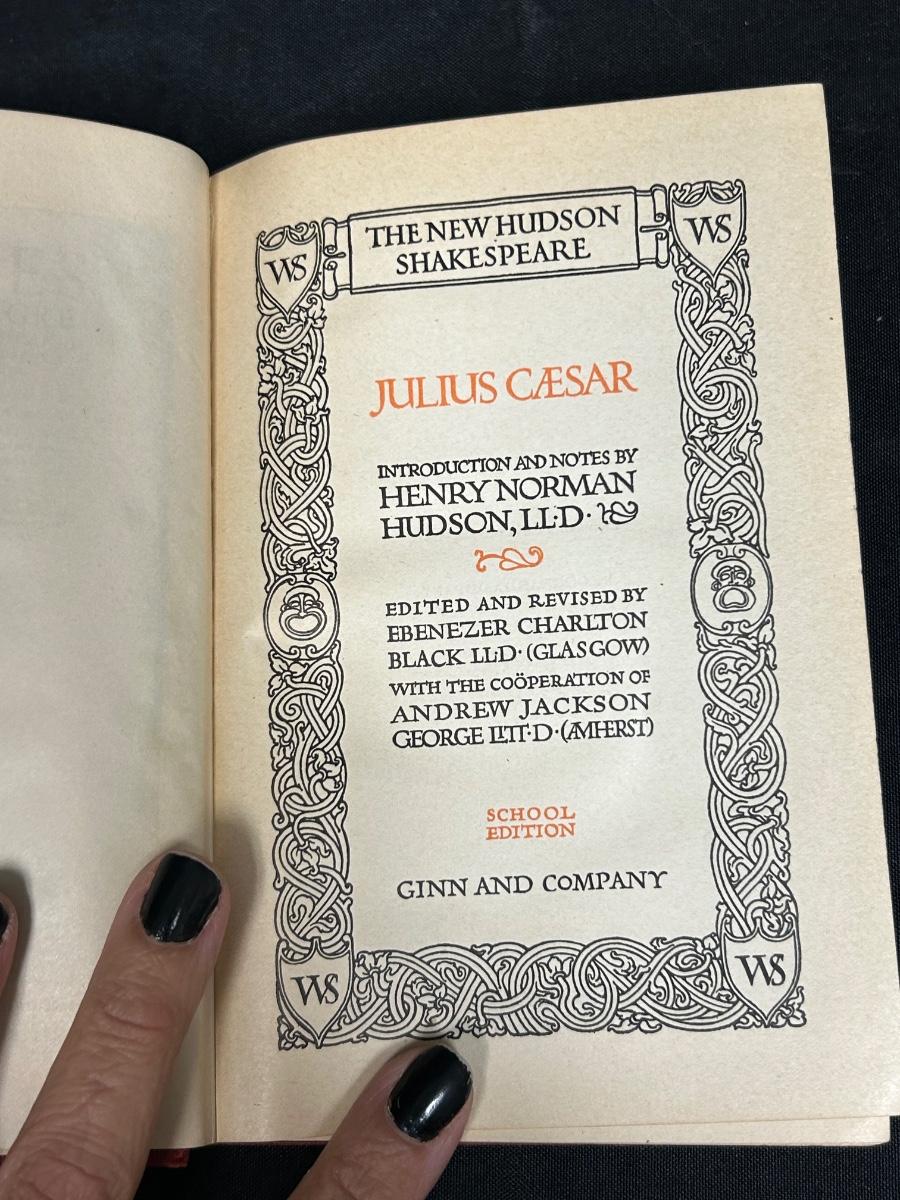 WS
THE NEW HUDSON
SHAKESPEARE
WS
JULIUS CÆSAR
INTRODUCTION AND NOTES BY
HENRY NORMAN
HUDSON, LL·D·
EDITED AND REVISED BY
EBENEZER CHARLTON
BLACK LL·D· (GLASGOW)
WITH THE COÖPERATION OF
ANDREW JACKSON
GEORGE LITT·D·(AMHERST)
SCHOOL
EDITION
GINN AND COMPANY
WS
WS